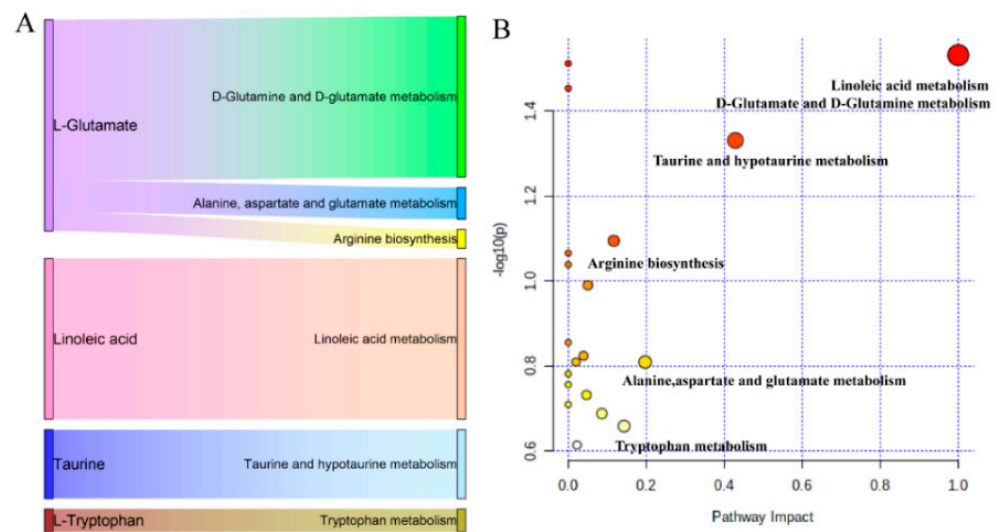 A
L-Glutamate
D-Glutamine and D-glutamate metabolism
Alanine, aspartate and glutamate metabolism
Arginine biosynthesis
Linoleic acid
Linoleic acid metabolism
Taurine
Taurine and hypotaurine metabolism
L-Tryptophan
Tryptophan metabolism
B
-log10(p)
1.4
1.2
1.0
0.8
0.6
Linoleic acid metabolism
D-Glutamate and D-Glutamine metabolism
Taurine and hypotaurine metabolism
Arginine biosynthesis
Alanine,aspartate and glutamate metabolism
Tryptophan metabolism
0.0 0.2 0.4 0.6 0.8 1.0
Pathway Impact